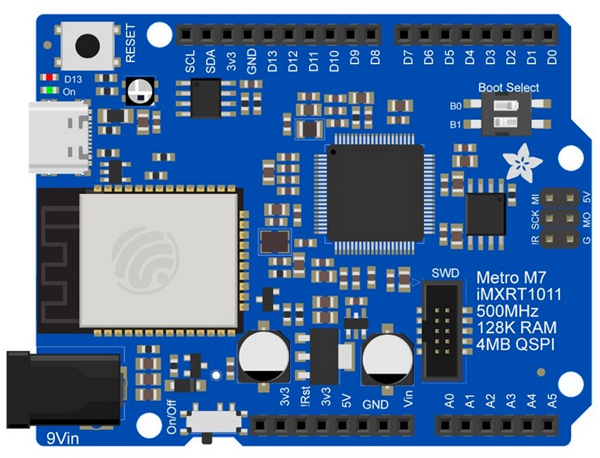 RESET
D13
On
SCL
SDA
3v3
GND
D13
D12
D11
D10
D9
D8
D7
D6
D5
D4
D3
D2
D1
D0
Boot Select
B0
B1
!R SCK MI
G MO 5V
SWD
Metro M7
iMXRT1011
500MHz
128K RAM
4MB QSPI
9Vin
On/Off
3v3
!Rst
3v3
5V
GND
Vin
A0
A1
A2
A3
A4
A5